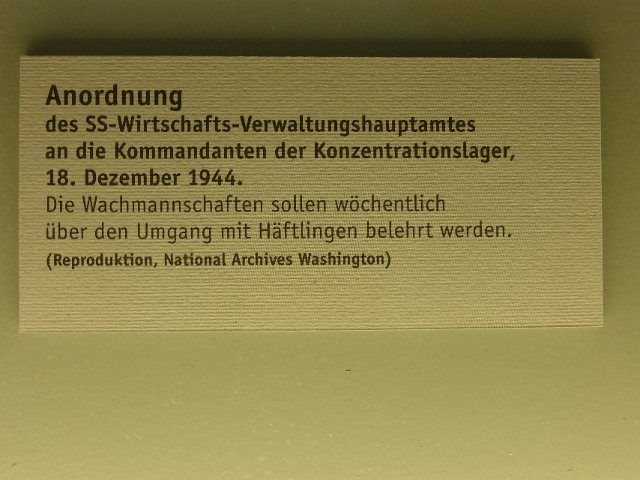 Anordnung
des SS-Wirtschafts-Verwaltungshauptamtes
an die Kommandanten der Konzentrationslager,
18. Dezember 1944.
Die Wachmannschaften sollen wöchentlich
über den Umgang mit Häftlingen belehrt werden.
(Reproduktion, National Archives Washington)